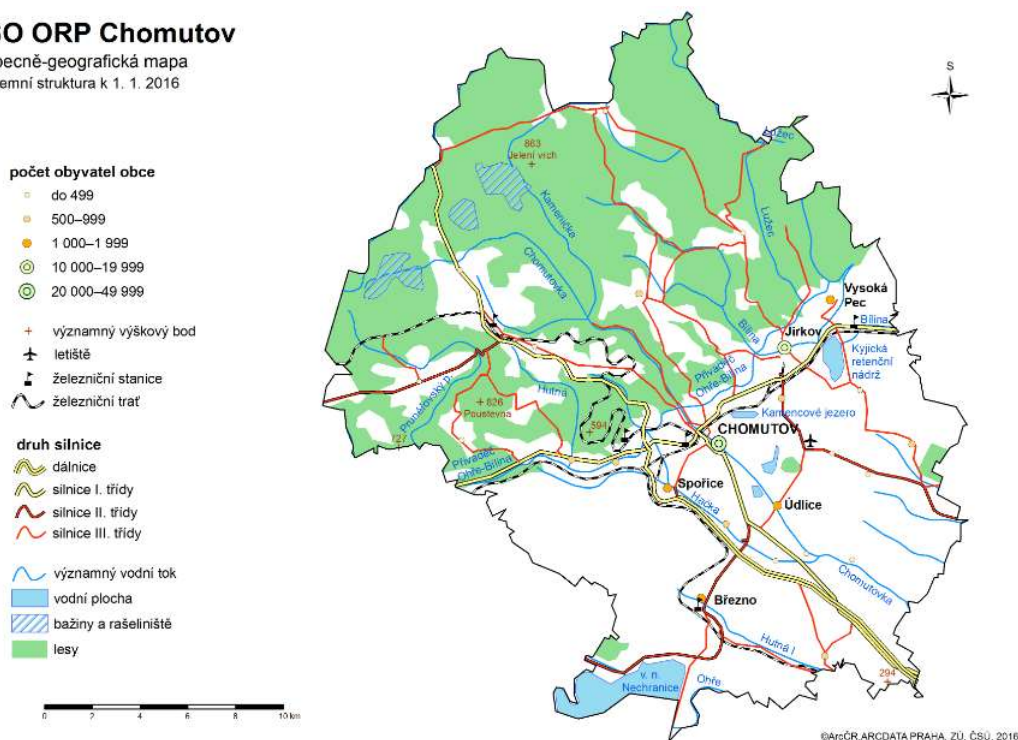 SO ORP Chomutov
ecně-geografická mapa
emní struktura k 1. 1. 2016
počet obyvatel obce
do 499
500–999
1 000–1 999
10 000–19 999
20 000–49 999
významný výškový bod
letiště
železniční stanice
železniční trať
druh silnice
dálnice
silnice I. třídy
silnice II. třídy
silnice III. třídy
významný vodní tok
vodní plocha
bažiny a rašeliniště
lesy
0 2 4 6 8 10 km
S
863
Jelení vrch
Lužec
Kamenička
Lužec
Chomutovka
Vysoká
Pec
Bílina
Bílina
Jirkov
Kyjická
retenční
nádrž
Přivaděč
Ohře-Bílina
Hutná
Prunéřovský p.
826
Poustevna
594
727
Kamencové jezero
CHOMUTOV
Přivaděč
Ohře-Bílina
Spořice
Hačka
Údlice
Chomutovka
Březno
Hutná I
294
v. n.
Nechranice
Ohře
©ArcČR,ARCDATA PRAHA, ZÚ, ČSÚ, 2016